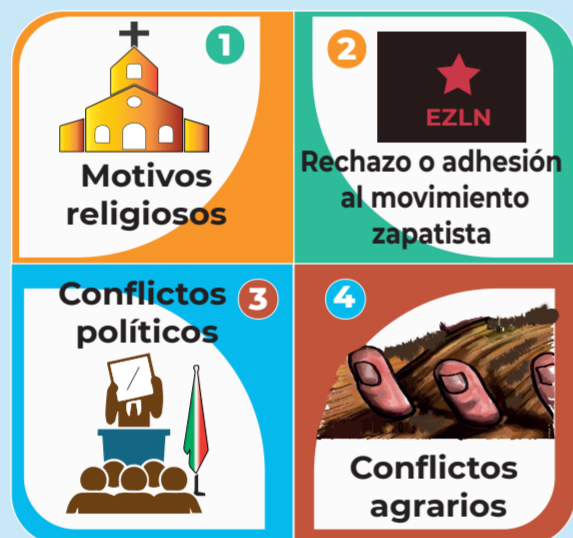 1
Motivos
religiosos
2
EZLN
Rechazo o adhesión
al movimiento
zapatista
Conflictos 3
políticos
4
Conflictos
agrarios